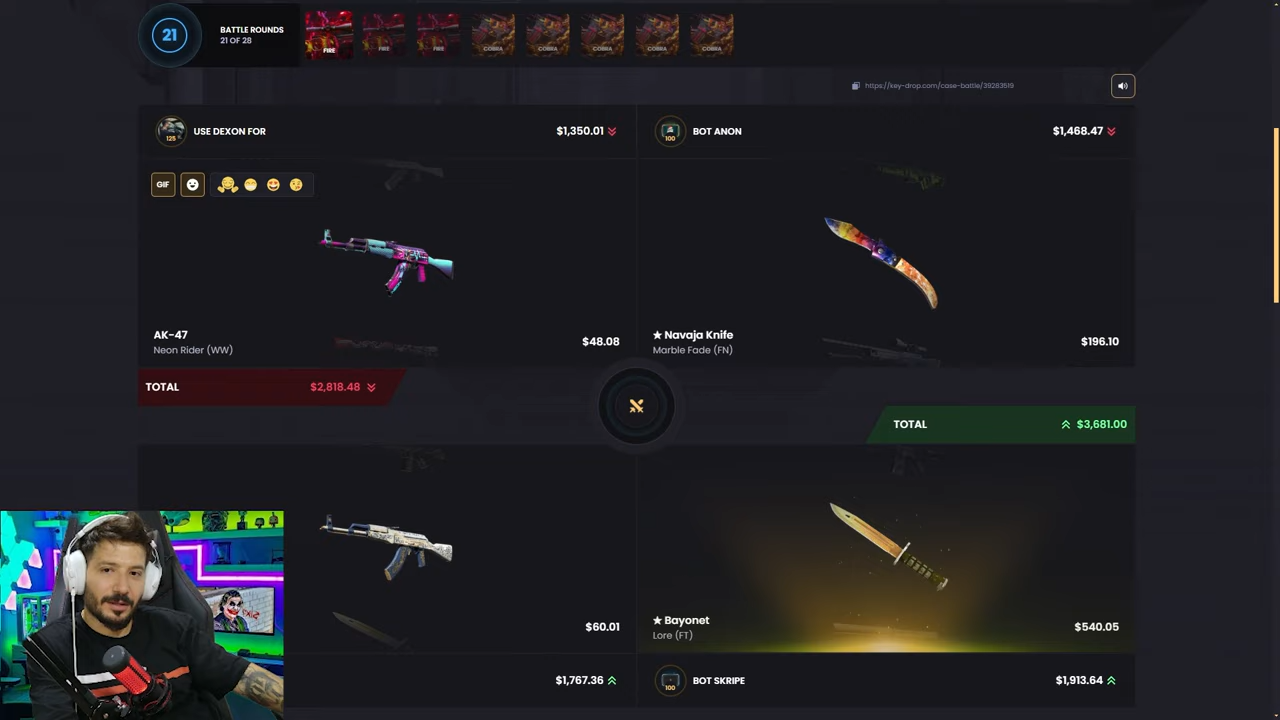 21
BATTLE ROUNDS
21 OF 28
FIRE
FIRE
FIRE
COBRA
COBRA
COBRA
COBRA
COBRA
https://key-drop.com/case-battle/39283519
125
USE DEXON FOR
$1,350.01
100
BOT ANON
$1,468.47
GIF
AK-47
Neon Rider (WW)
$48.08
★ Navaja Knife
Marble Fade (FN)
$196.10
TOTAL
$2,818.48
TOTAL
$3,681.00
$60.01
★ Bayonet
Lore (FT)
$540.05
$1,767.36
100
BOT SKRIPE
$1,913.64